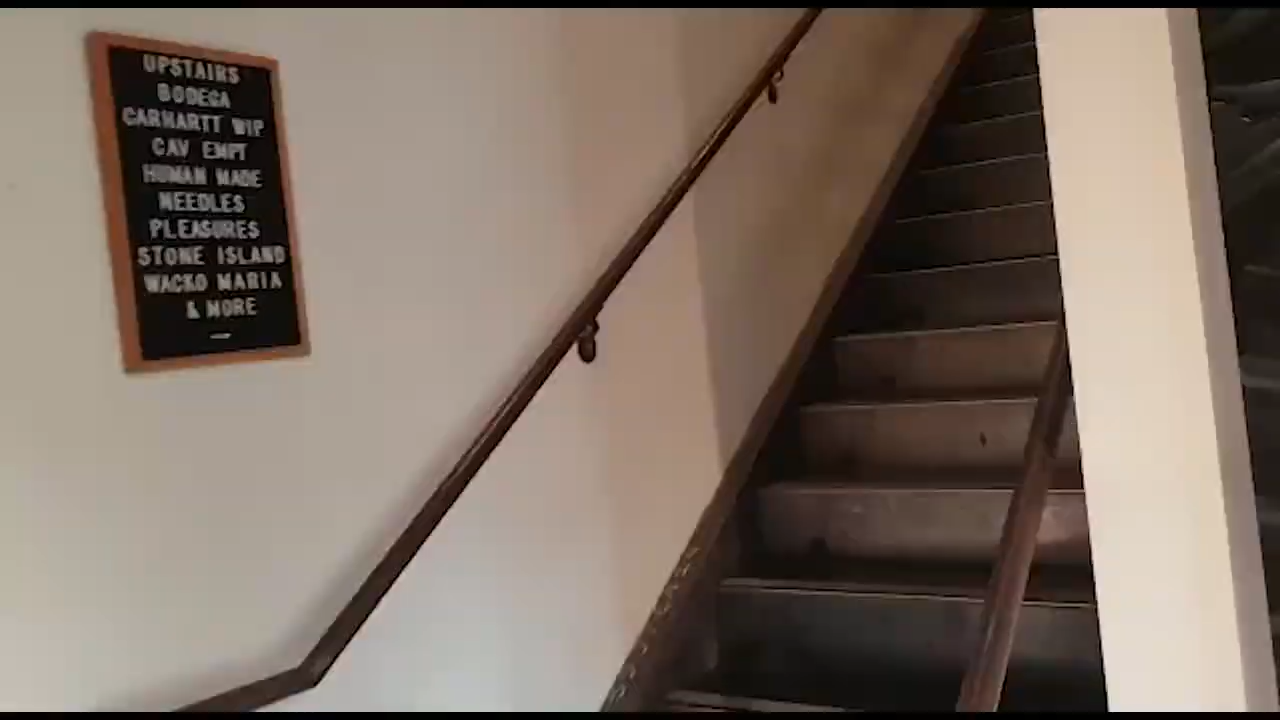 UPSTAIRS
BODEGA
CARHARTT WIP
CAV EMPT
HUMAN MADE
NEEDLES
PLEASURES
STONE ISLAND
WACKO MARIA
& MORE